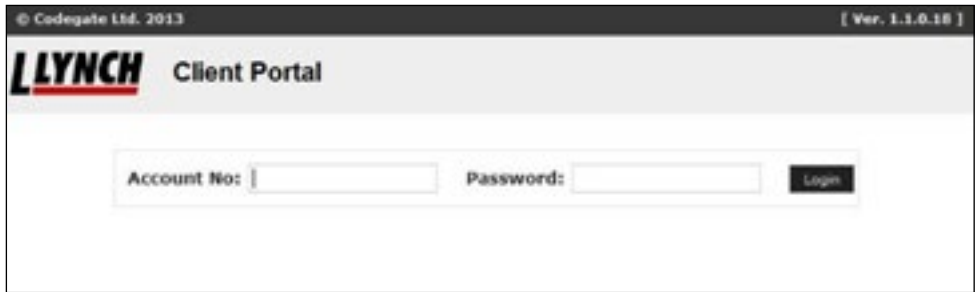 © Codegate Ltd. 2013 [ Ver. 1.1.0.18 ]
L LYNCH Client Portal
Account No: Password: Login